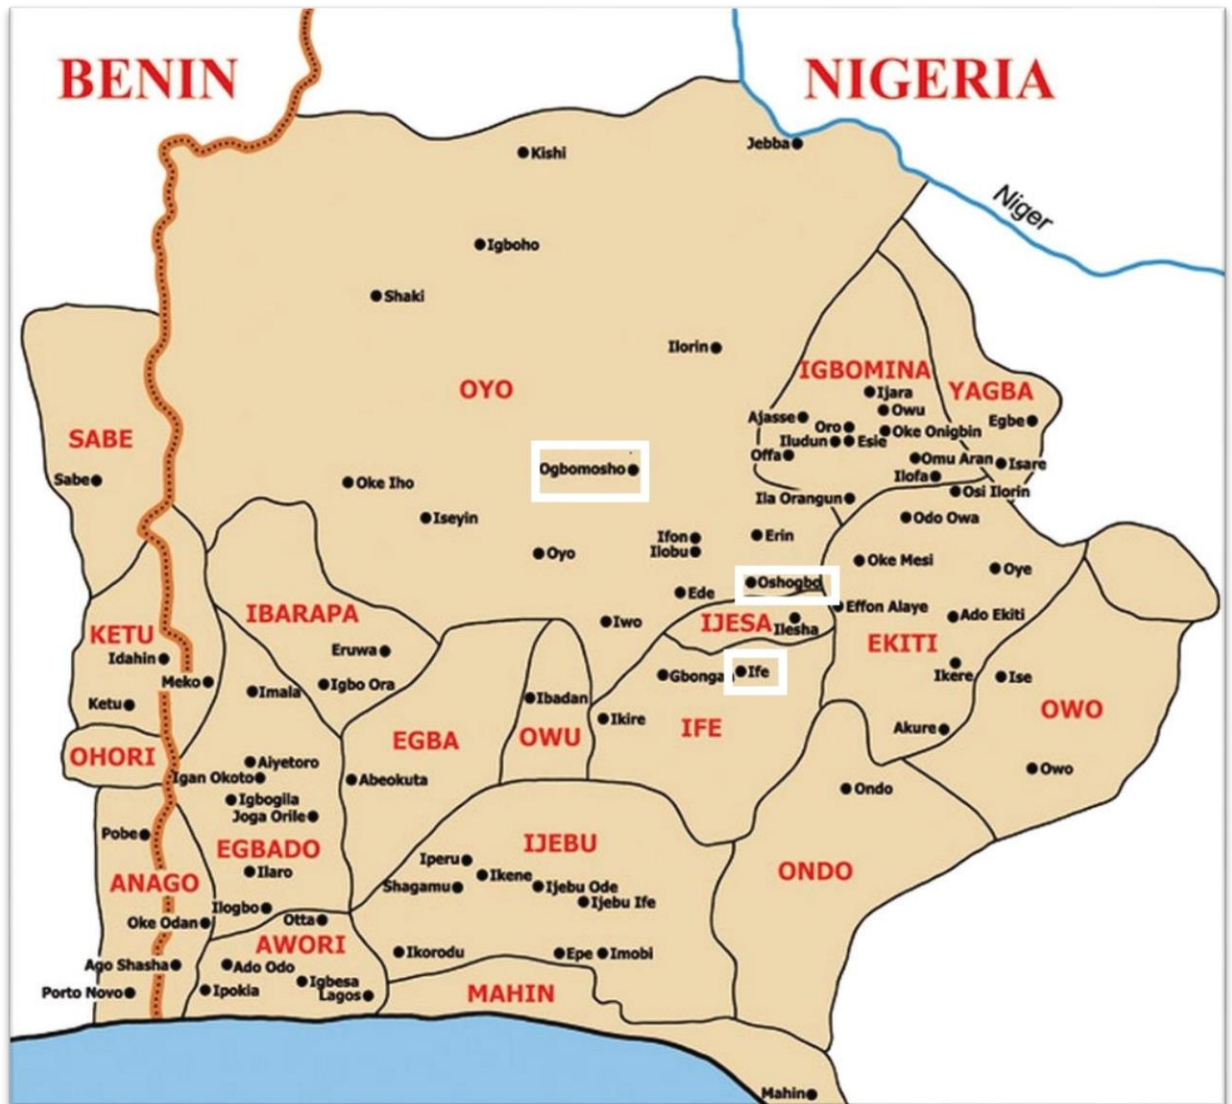 BENIN
NIGERIA
Kishi
Jebba
Niger
Igboho
Shaki
Ilorin
OYO
IGBOMINA
Ijara
YAGBA
Ajasse
Owu
Egbe
Oro
Oke Onigbin
SABE
Iludun
Esie
Offa
Omu Aran
Isare
Ogbomosho
Ilofa
Sabe
Oke Iho
Osi Ilorin
Ila Orangun
Iseyin
Odo Owa
Ifon
Erin
Ilobu
Oyo
Oke Mesi
Oye
Oshogbo
Ede
Effon Alaye
IBARAPA
Ado Ekiti
Iwo
IJESA
Ilesha
KETU
EKITI
Eruwa
Idahin
Ikere
Ife
Gbonga
Ise
Meko
Igbo Ora
Imala
Ibadan
Ketu
OWO
Ikire
IFE
Akure
EGBA
OWU
OHORI
Aiyetoro
Owo
Igan Okoto
Abeokuta
Ondo
Igbogila
Joga Orile
Pobe
IJEBU
EGBADO
Iperu
Ilaro
ONDO
Ikene
ANAGO
Shagamu
Ijebu Ode
Ijebu Ife
Ilogbo
Oke Odan
Otta
AWORI
Ikorodu
Epe
Imobi
Ago Shasha
Ado Odo
Igbesa
Porto Novo
Ipokia
Lagos
MAHIN
Mahin